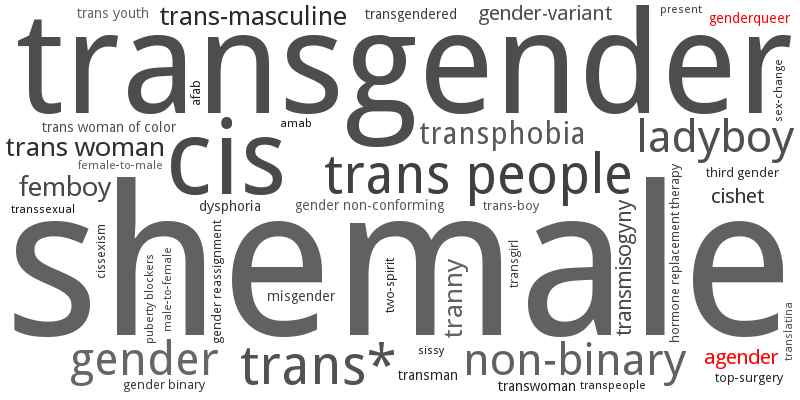 trans youth
trans-masculine
transgendered
gender-variant
present
genderqueer
transgender
afab
sex-change
trans woman of color
amab
transphobia
ladyboy
trans woman
cis
female-to-male
trans people
third gender
femboy
cishet
transsexual
dysphoria
gender non-conforming
trans-boy
shemale
cissexism
puberty blockers
male-to-female
gender reassignment
misgender
two-spirit
tranny
transgirl
transmisogyny
hormone replacement therapy
translatina
gender
trans*
sissy
non-binary
agender
gender binary
transman
transwoman
transpeople
top-surgery